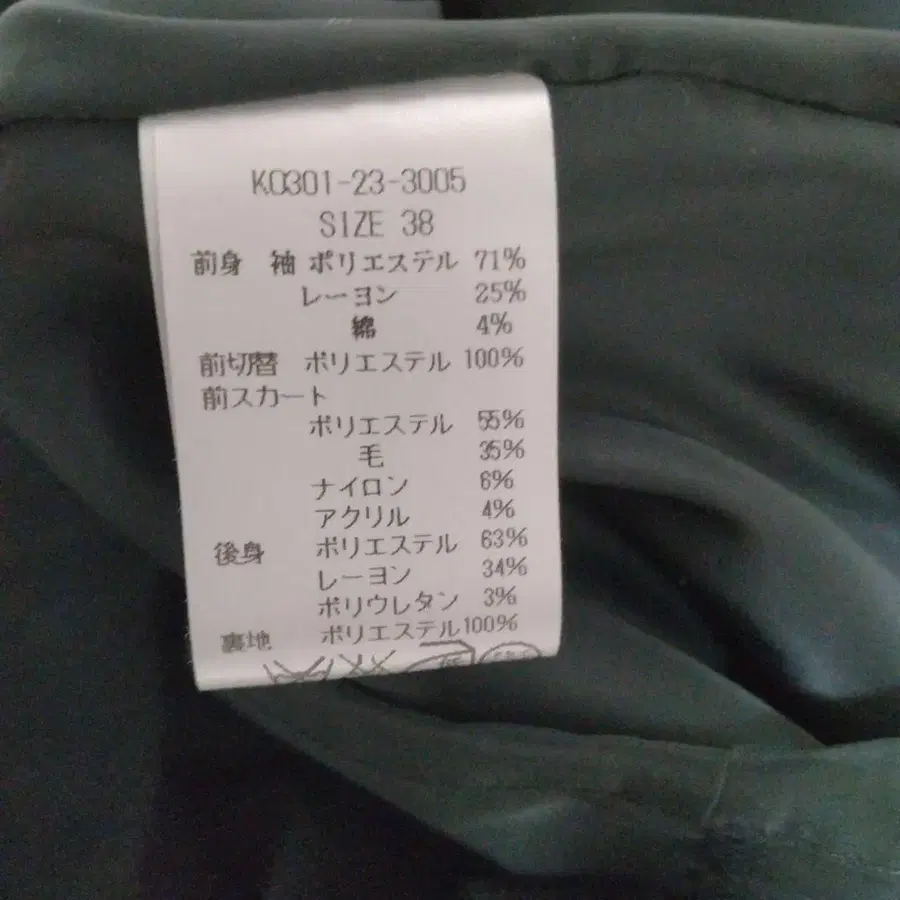 K0301-23-3005
SIZE 38
前身 袖 ポリエステル 71%
レーヨン 25%
綿 4%
前切替 ポリエステル 100%
前スカート
ポリエステル 55%
毛 35%
ナイロン 6%
アクリル 4%
後身 ポリエステル 63%
レーヨン 34%
ポリウレタン 3%
裏地 ポリエステル100%